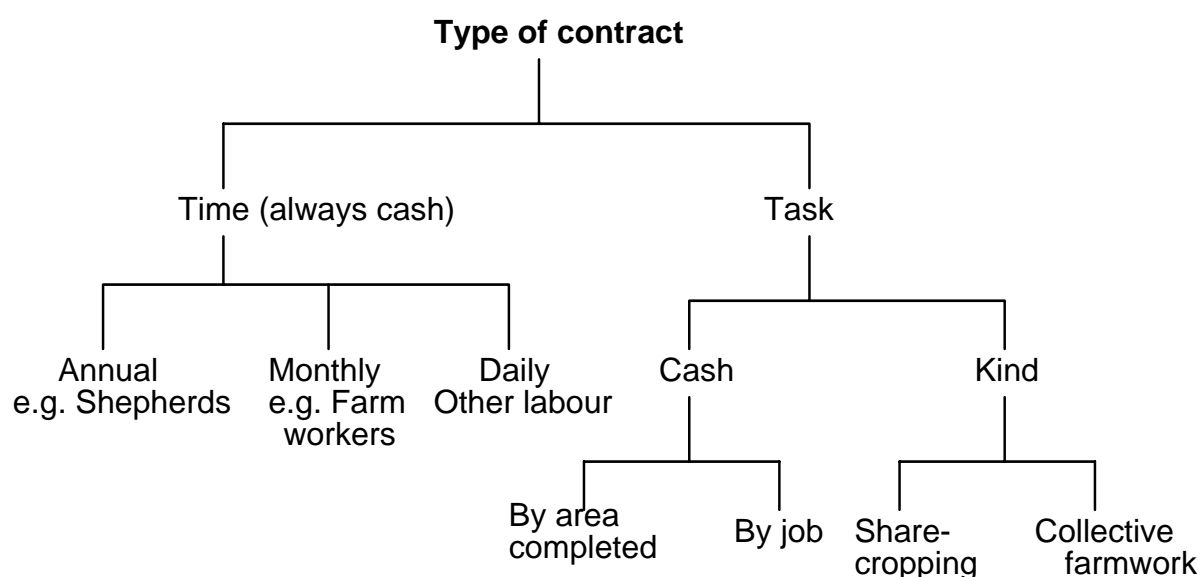 Type of contract
Time (always cash)
Task
Annual
e.g. Shepherds
Monthly
e.g. Farm
workers
Daily
Other labour
Cash
Kind
By area
completed
By job
Share-
cropping
Collective
farmwork